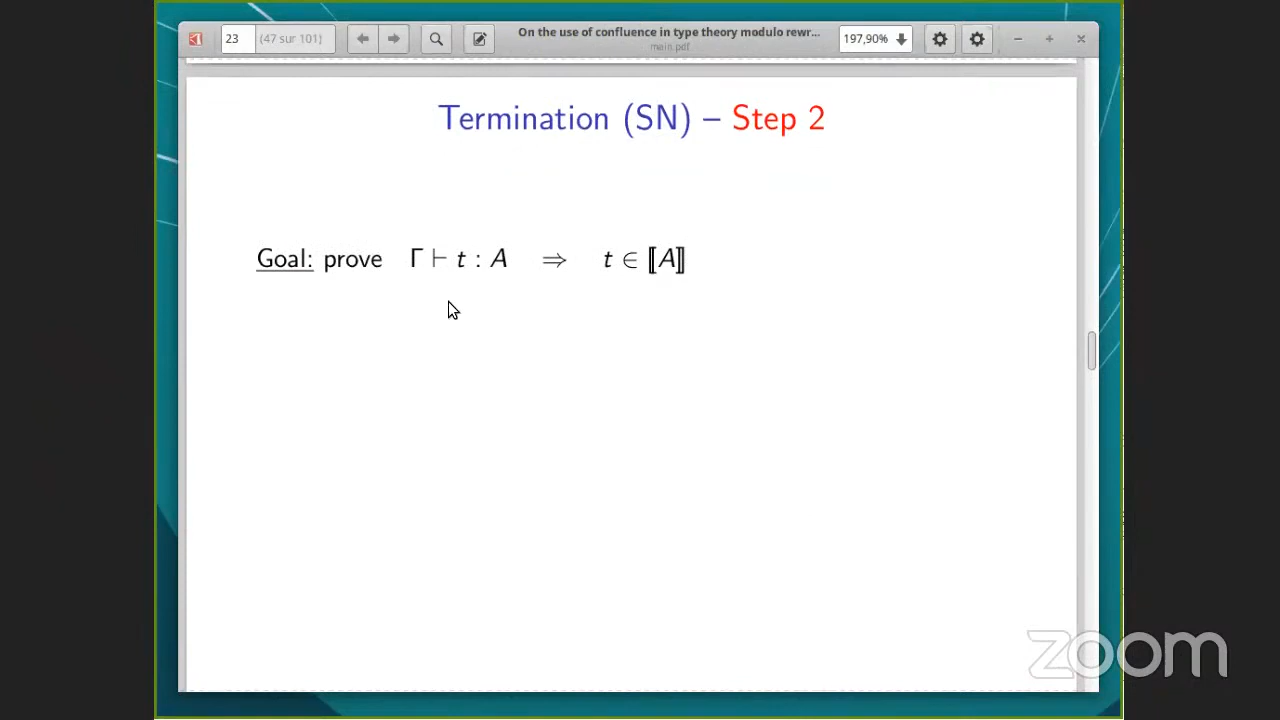 On the use of confluence in type theory modulo rewr...
main.pdf
23 (47 sur 101) 197,90%
Termination (SN) – Step 2
Goal: prove Γ ⊢ t : A ⇒ t ∈ ⟦A⟧
zoom